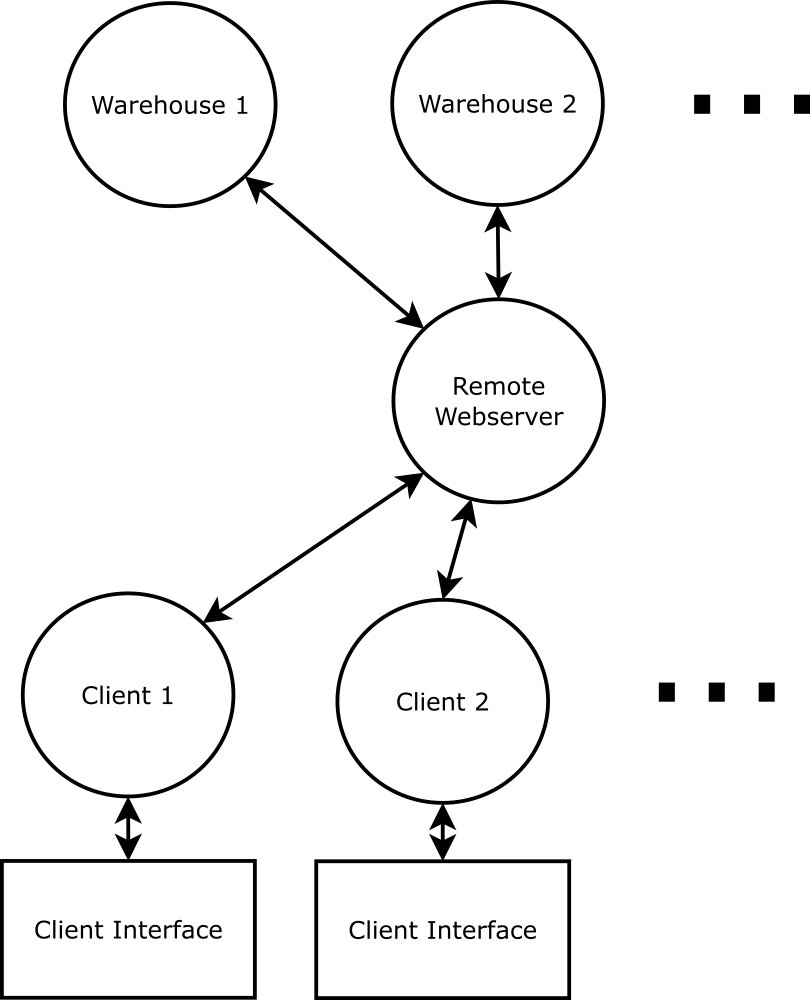 Warehouse 1
Warehouse 2
Remote
Webserver
Client 1
Client 2
Client Interface
Client Interface